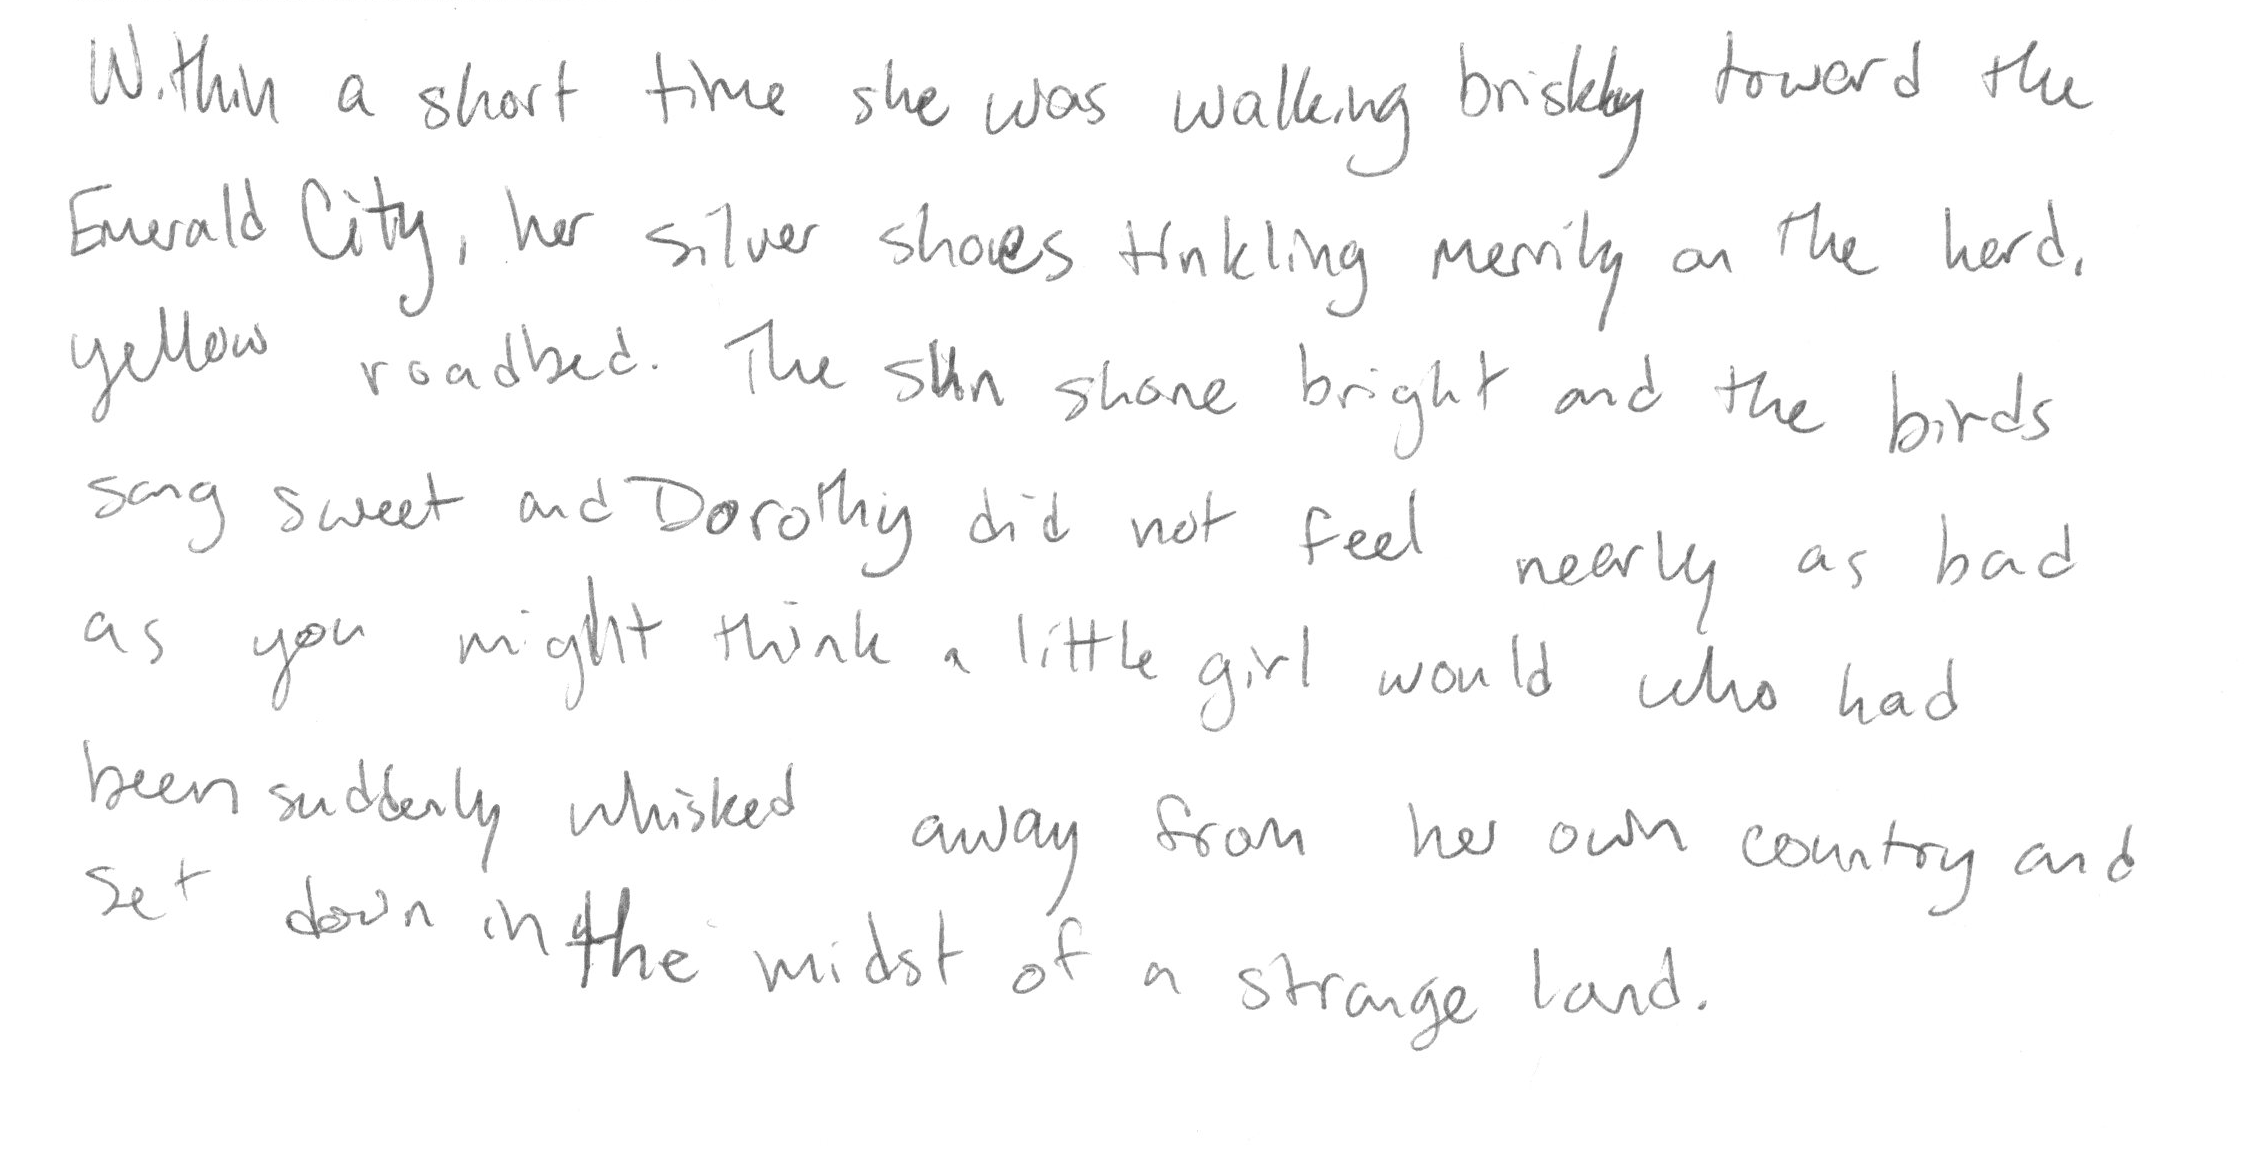 Within a short time she was walking briskly toward the
Emerald City, her silver shoes tinkling merrily on the hard,
yellow roadbed. The sun shone bright and the birds
sang sweet and Dorothy did not feel nearly as bad
as you might think a little girl would who had
been suddenly whisked away from her own country and
set down in the midst of a strange land.